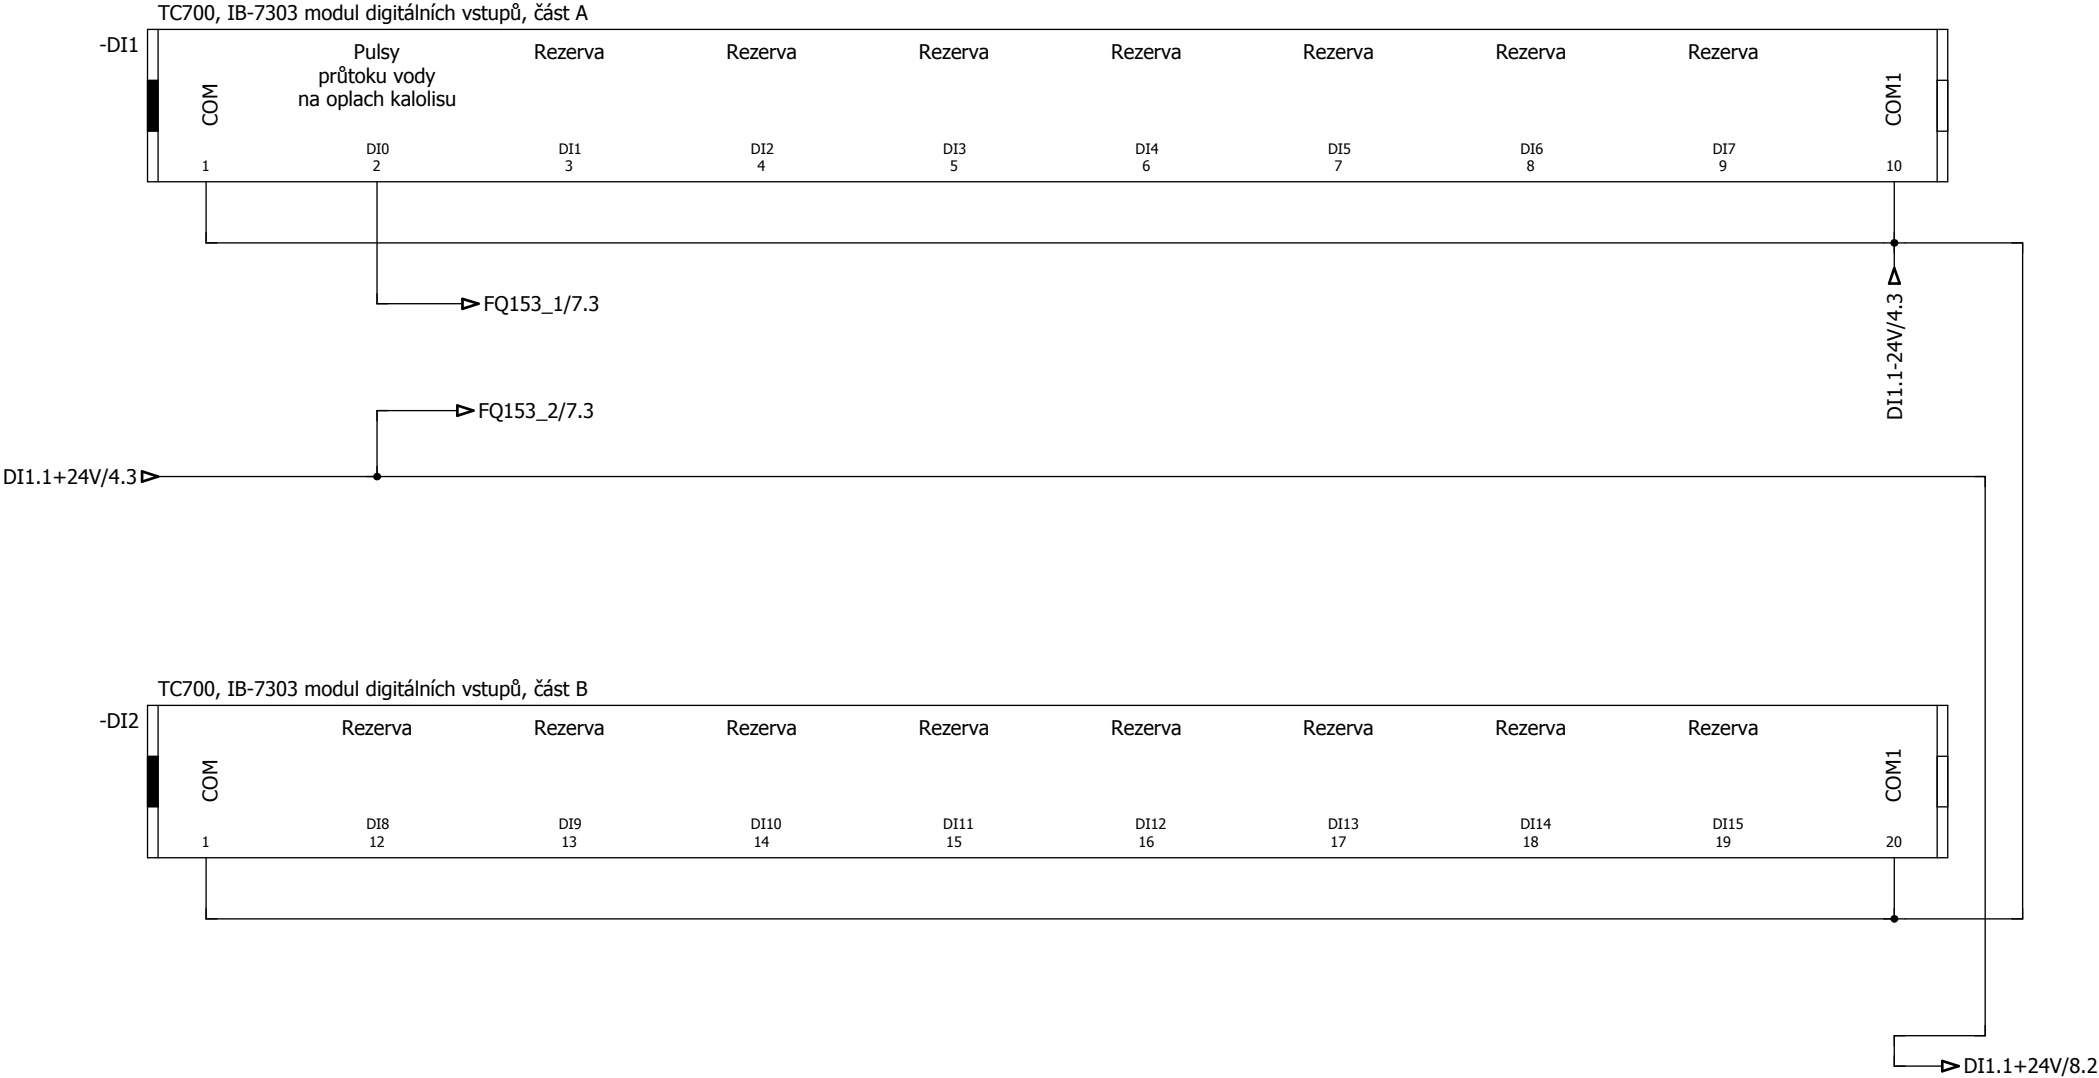 TC700, IB-7303 modul digitálních vstupů, část A
-DI1
Pulsy
průtoku vody
na oplach kalolisu
Rezerva Rezerva Rezerva Rezerva Rezerva Rezerva Rezerva
COM COM1
DI0 DI1 DI2 DI3 DI4 DI5 DI6 DI7
1 2 3 4 5 6 7 8 9 10
FQ153_1/7.3
DI1.1-24V/4.3
FQ153_2/7.3
DI1.1+24V/4.3
TC700, IB-7303 modul digitálních vstupů, část B
-DI2
Rezerva Rezerva Rezerva Rezerva Rezerva Rezerva Rezerva Rezerva
COM COM1
DI8 DI9 DI10 DI11 DI12 DI13 DI14 DI15
1 12 13 14 15 16 17 18 19 20
DI1.1+24V/8.2